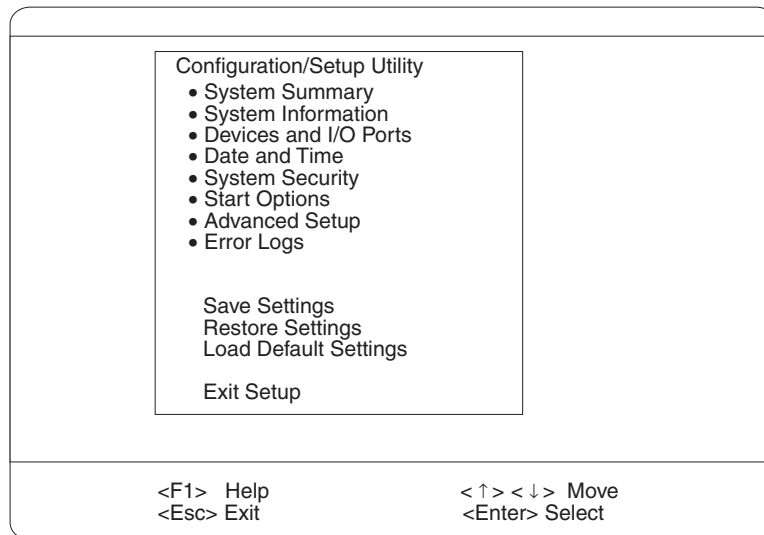 Configuration/Setup Utility
• System Summary
• System Information
• Devices and I/O Ports
• Date and Time
• System Security
• Start Options
• Advanced Setup
• Error Logs
Save Settings
Restore Settings
Load Default Settings
Exit Setup
<F1> Help <↑> <↓> Move
<Esc> Exit <Enter> Select